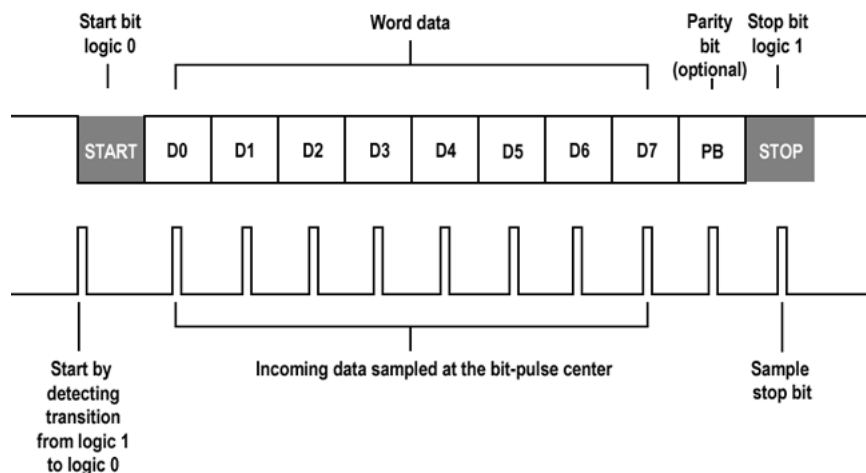 Start bit
logic 0
Word data
Parity
bit
(optional)
Stop bit
logic 1
START D0 D1 D2 D3 D4 D5 D6 D7 PB STOP
Start by
detecting
transition
from logic 1
to logic 0
Incoming data sampled at the bit-pulse center
Sample
stop bit